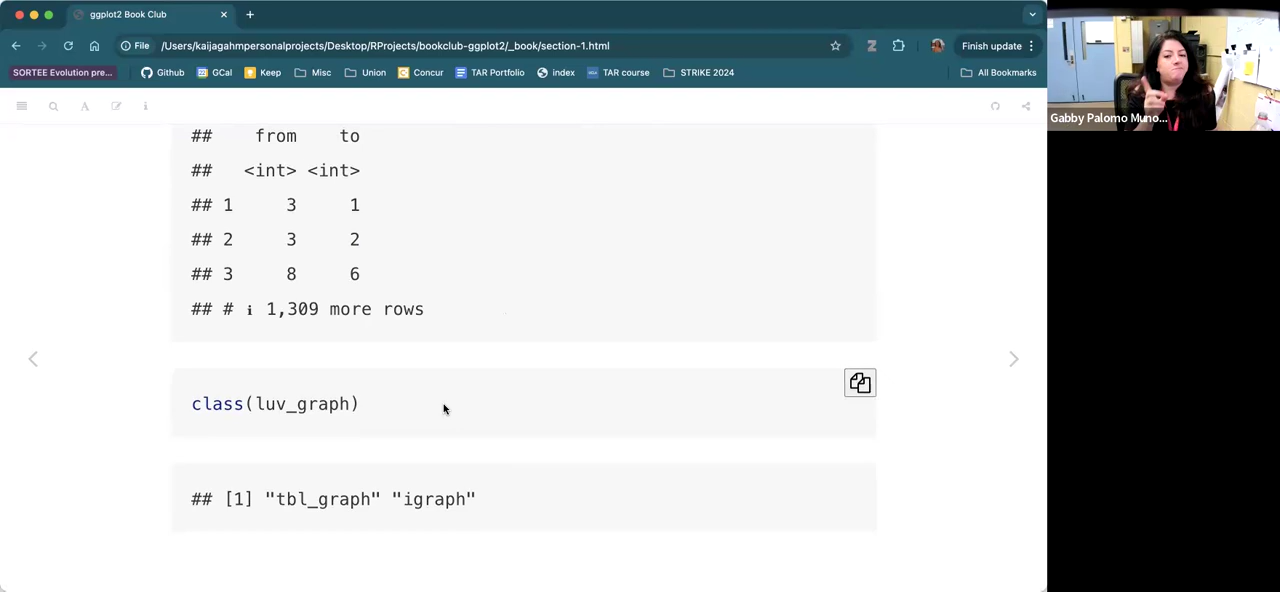 ggplot2 Book Club
File /Users/kaijagahmpersonalprojects/Desktop/RProjects/bookclub-ggplot2/_book/section-1.html Finish update
SORTEE Evolution pre... Github GCal Keep Misc Union Concur TAR Portfolio index TAR course STRIKE 2024 All Bookmarks
Gabby Palomo Muno...
## from to
## <int> <int>
## 1 3 1
## 2 3 2
## 3 8 6
## # ℹ 1,309 more rows
class(luv_graph)
## [1] "tbl_graph" "igraph"